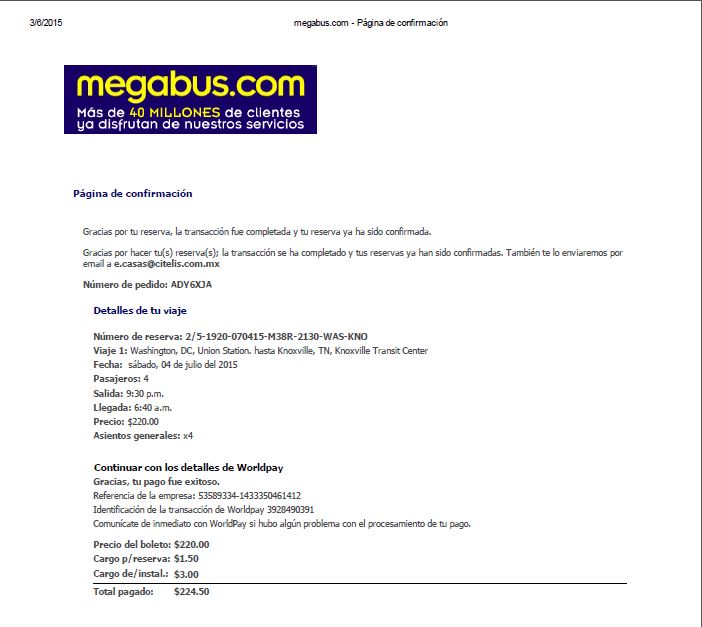 3/6/2015 megabus.com - Página de confirmación
megabus.com
Más de 40 MILLONES de clientes
ya disfrutan de nuestros servicios
Página de confirmación
Gracias por tu reserva, la transacción fue completada y tu reserva ya ha sido confirmada.
Gracias por hacer tu(s) reserva(s); la transacción se ha completado y tus reservas ya han sido confirmadas. También te lo enviaremos por
email a e.casas@citelis.com.mx
Número de pedido: ADY6XJA
Detalles de tu viaje
Número de reserva: 2/5-1920-070415-M38R-2130-WAS-KNO
Viaje 1: Washington, DC, Union Station. hasta Knoxville, TN, Knoxville Transit Center
Fecha: sábado, 04 de julio del 2015
Pasajeros: 4
Salida: 9:30 p.m.
Llegada: 6:40 a.m.
Precio: $220.00
Asientos generales: x4
Continuar con los detalles de Worldpay
Gracias, tu pago fue exitoso.
Referencia de la empresa: 53589334-1433350461412
Identificación de la transacción de Worldpay 3928490391
Comunícate de inmediato con WorldPay si hubo algún problema con el procesamiento de tu pago.
Precio del boleto: $220.00
Cargo p/reserva: $1.50
Cargo de/instal.: $3.00
Total pagado: $224.50